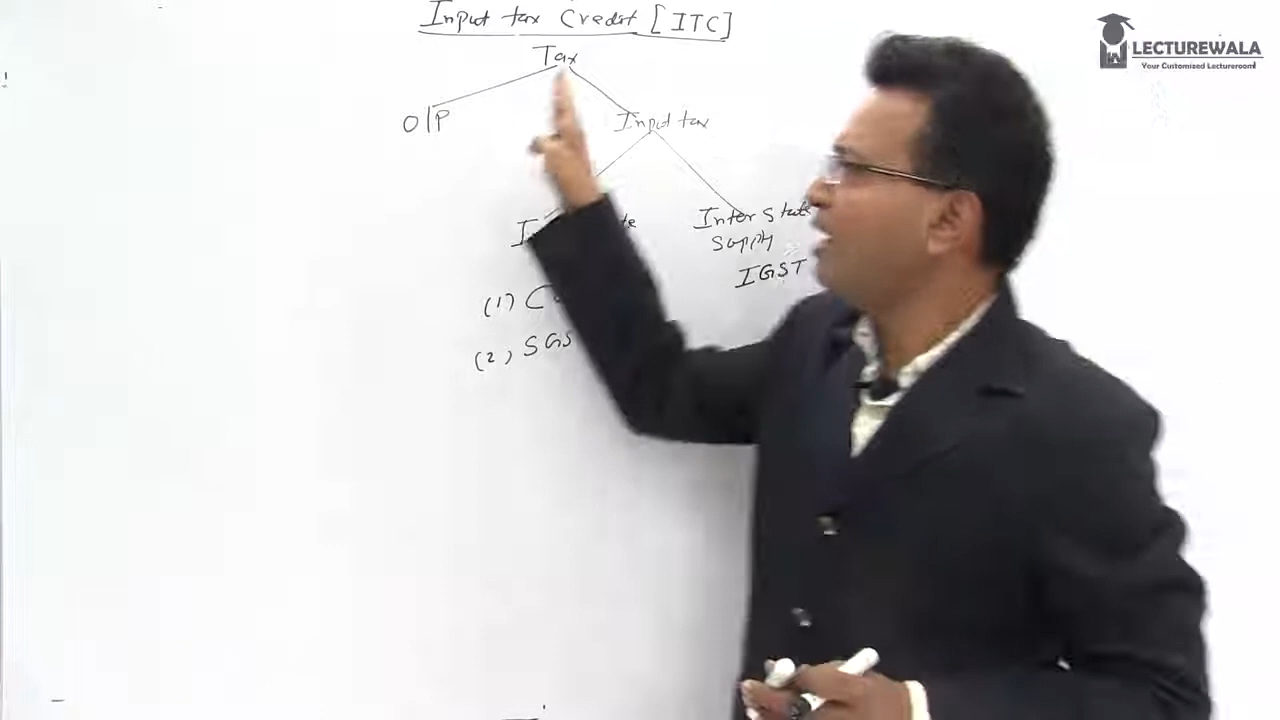 Input tax Credit [ITC]
Tax
O/P
Input tax
Inter State
Supply
IGST
(1) C
(2) SGS
LECTUREWALA
Your Customized Lectureroom